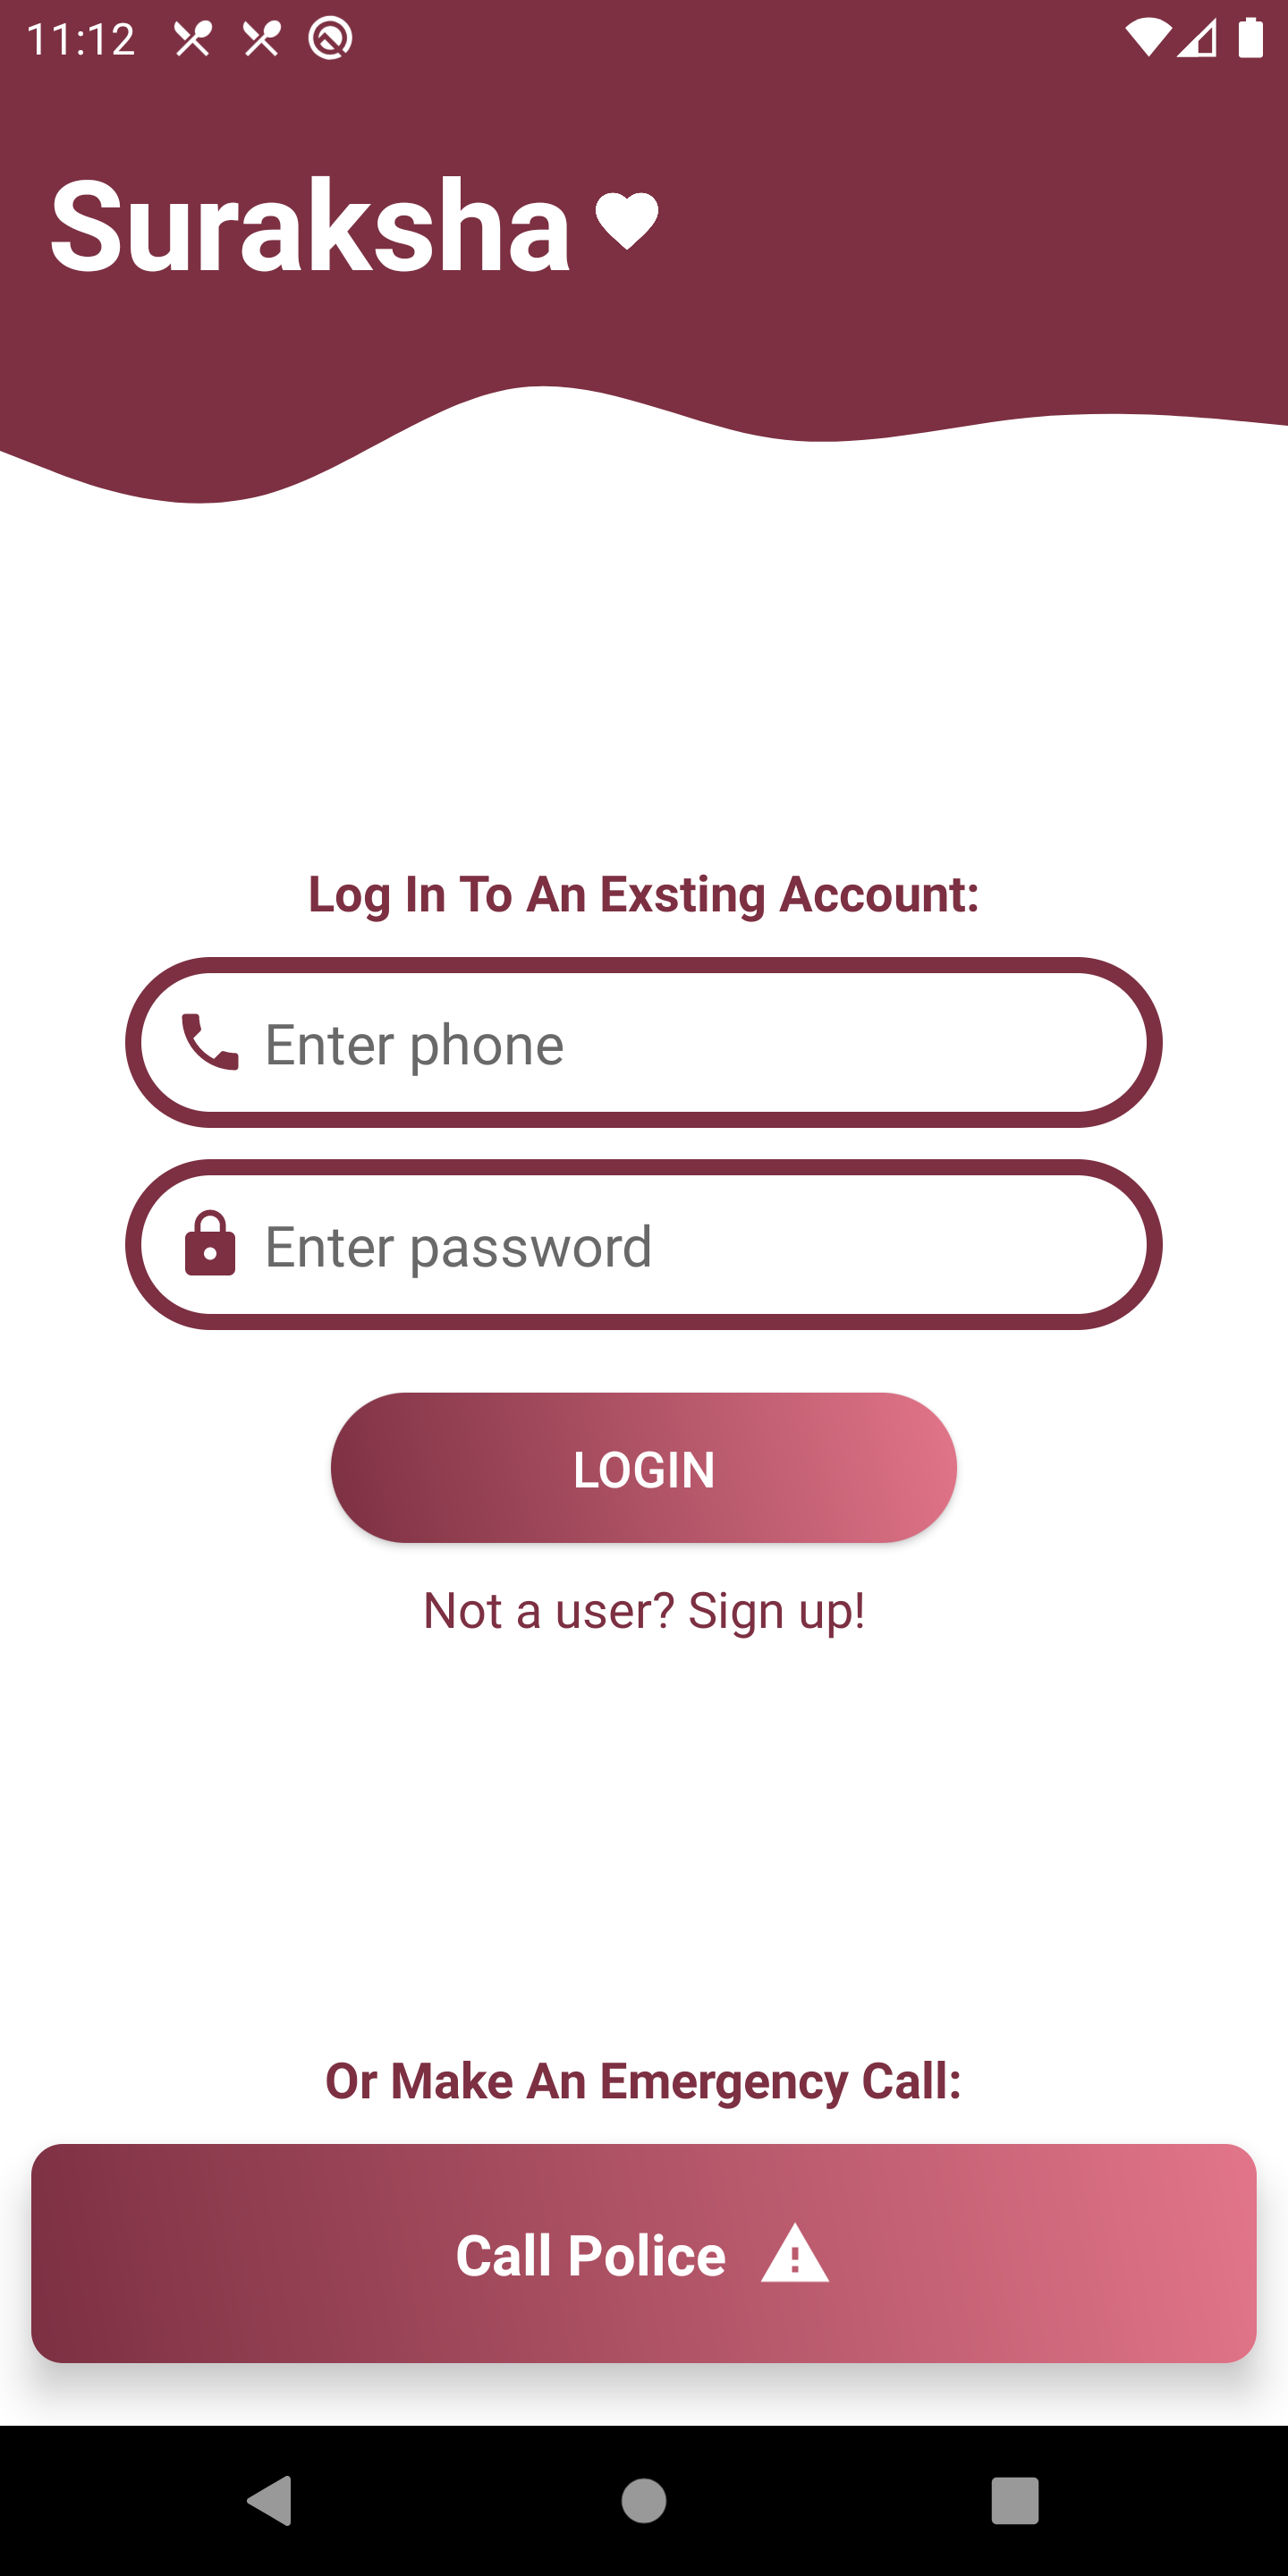 11:12
Suraksha
Log In To An Exsting Account:
Enter phone
Enter password
LOGIN
Not a user? Sign up!
Or Make An Emergency Call:
Call Police